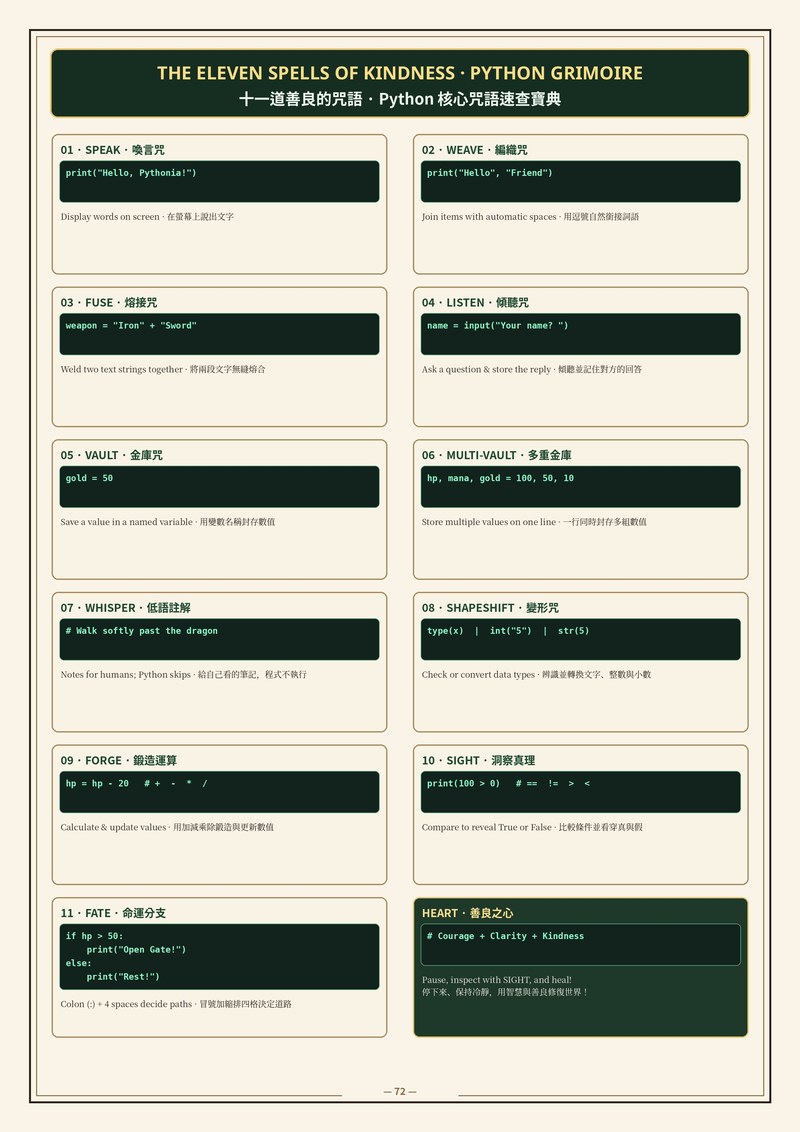 THE ELEVEN SPELLS OF KINDNESS · PYTHON GRIMOIRE
十一道善良的咒語 · Python 核心咒語速查寶典
01 · SPEAK · 喚言咒
print("Hello, Pythonia!")
Display words on screen · 在螢幕上說出文字
02 · WEAVE · 編織咒
print("Hello", "Friend")
Join items with automatic spaces · 用逗號自然銜接詞語
03 · FUSE · 熔接咒
weapon = "Iron" + "Sword"
Weld two text strings together · 將兩段文字無縫熔合
04 · LISTEN · 傾聽咒
name = input("Your name? ")
Ask a question & store the reply · 傾聽並記住對方的回答
05 · VAULT · 金庫咒
gold = 50
Save a value in a named variable · 用變數名稱封存數值
06 · MULTI-VAULT · 多重金庫
hp, mana, gold = 100, 50, 10
Store multiple values on one line · 一行同時封存多組數值
07 · WHISPER · 低語註解
# Walk softly past the dragon
Notes for humans; Python skips · 給自己看的筆記，程式不執行
08 · SHAPESHIFT · 變形咒
type(x)  |  int("5")  |  str(5)
Check or convert data types · 辨識並轉換文字、整數與小數
09 · FORGE · 鍛造運算
hp = hp - 20   # +  -  *  /
Calculate & update values · 用加減乘除鍛造與更新數值
10 · SIGHT · 洞察真理
print(100 > 0)   # ==  !=  >  <
Compare to reveal True or False · 比較條件並看穿真與假
11 · FATE · 命運分支
if hp > 50:
    print("Open Gate!")
else:
    print("Rest!")
Colon (:) + 4 spaces decide paths · 冒號加縮排四格決定道路
HEART · 善良之心
# Courage + Clarity + Kindness
Pause, inspect with SIGHT, and heal!
停下來、保持冷靜，用智慧與善良修復世界！
— 72 —